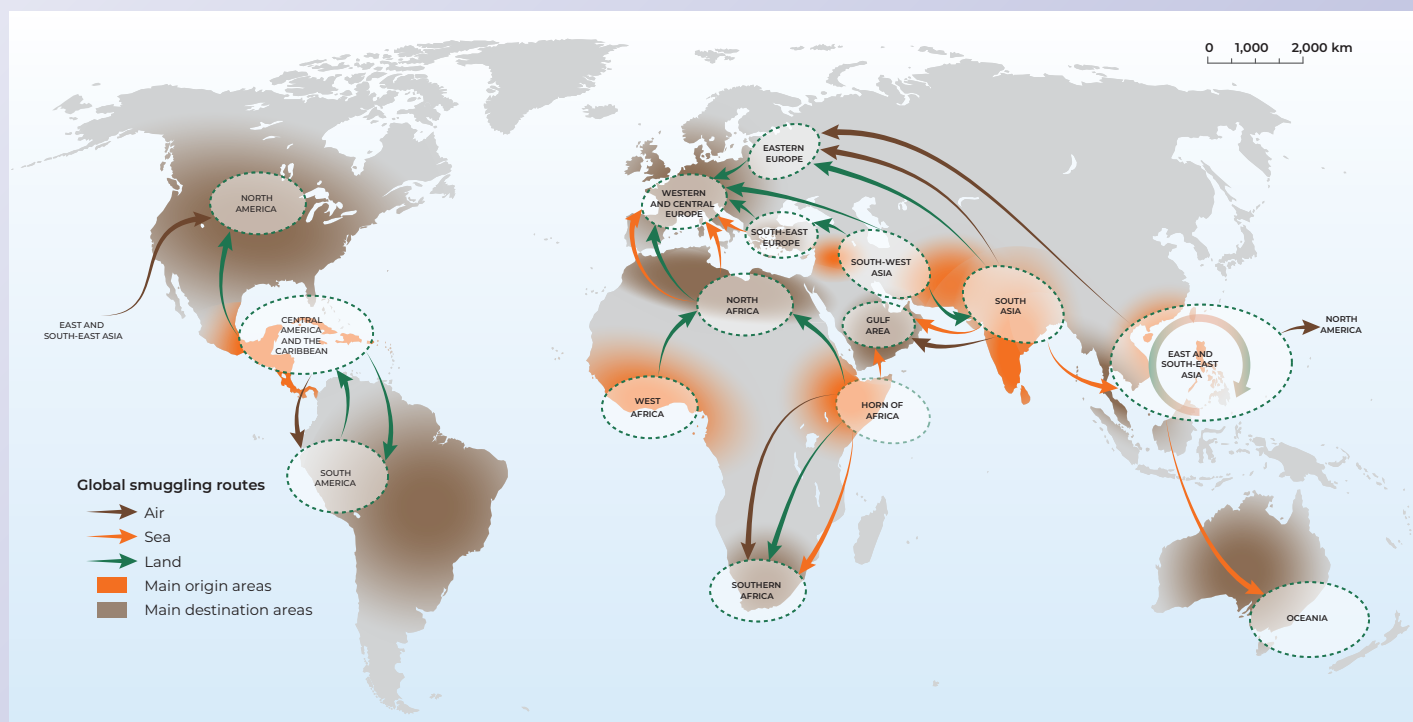 0 1,000 2,000 km
EASTERN
EUROPE
WESTERN
AND CENTRAL
EUROPE
NORTH
AMERICA
SOUTH-EAST
EUROPE
SOUTH-WEST
ASIA
NORTH
AFRICA
SOUTH
ASIA
GULF
AREA
EAST AND
SOUTH-EAST ASIA
CENTRAL
AMERICA
AND THE
CARIBBEAN
NORTH
AMERICA
EAST AND
SOUTH-EAST
ASIA
WEST
AFRICA
HORN OF
AFRICA
SOUTH
AMERICA
Global smuggling routes
Air
Sea
Land
Main origin areas
Main destination areas
SOUTHERN
AFRICA
OCEANIA